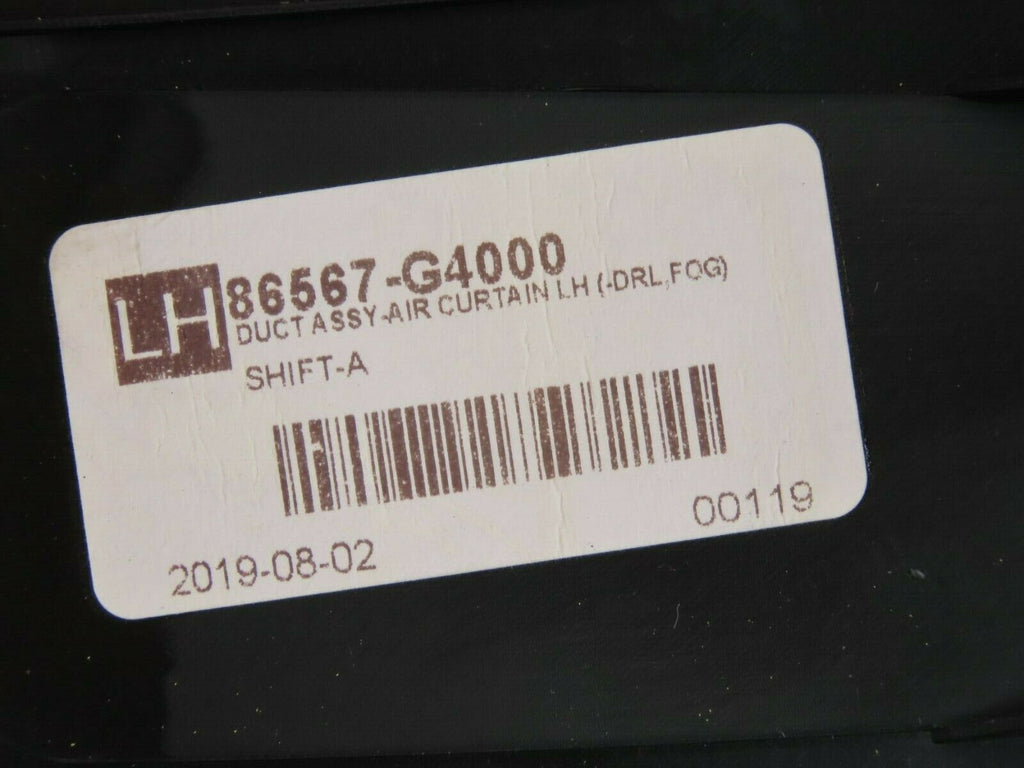 LH 86567-G4000
DUCT ASSY-AIR CURTAIN LH (-DRL,FOG)
SHIFT-A
00119
2019-08-02